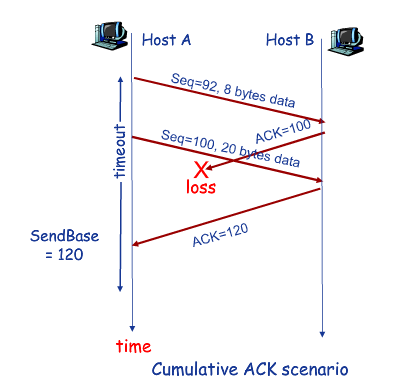 Host A
Host B
Seq=92, 8 bytes data
ACK=100
Seq=100, 20 bytes data
timeout
X
loss
ACK=120
SendBase
= 120
time
Cumulative ACK scenario